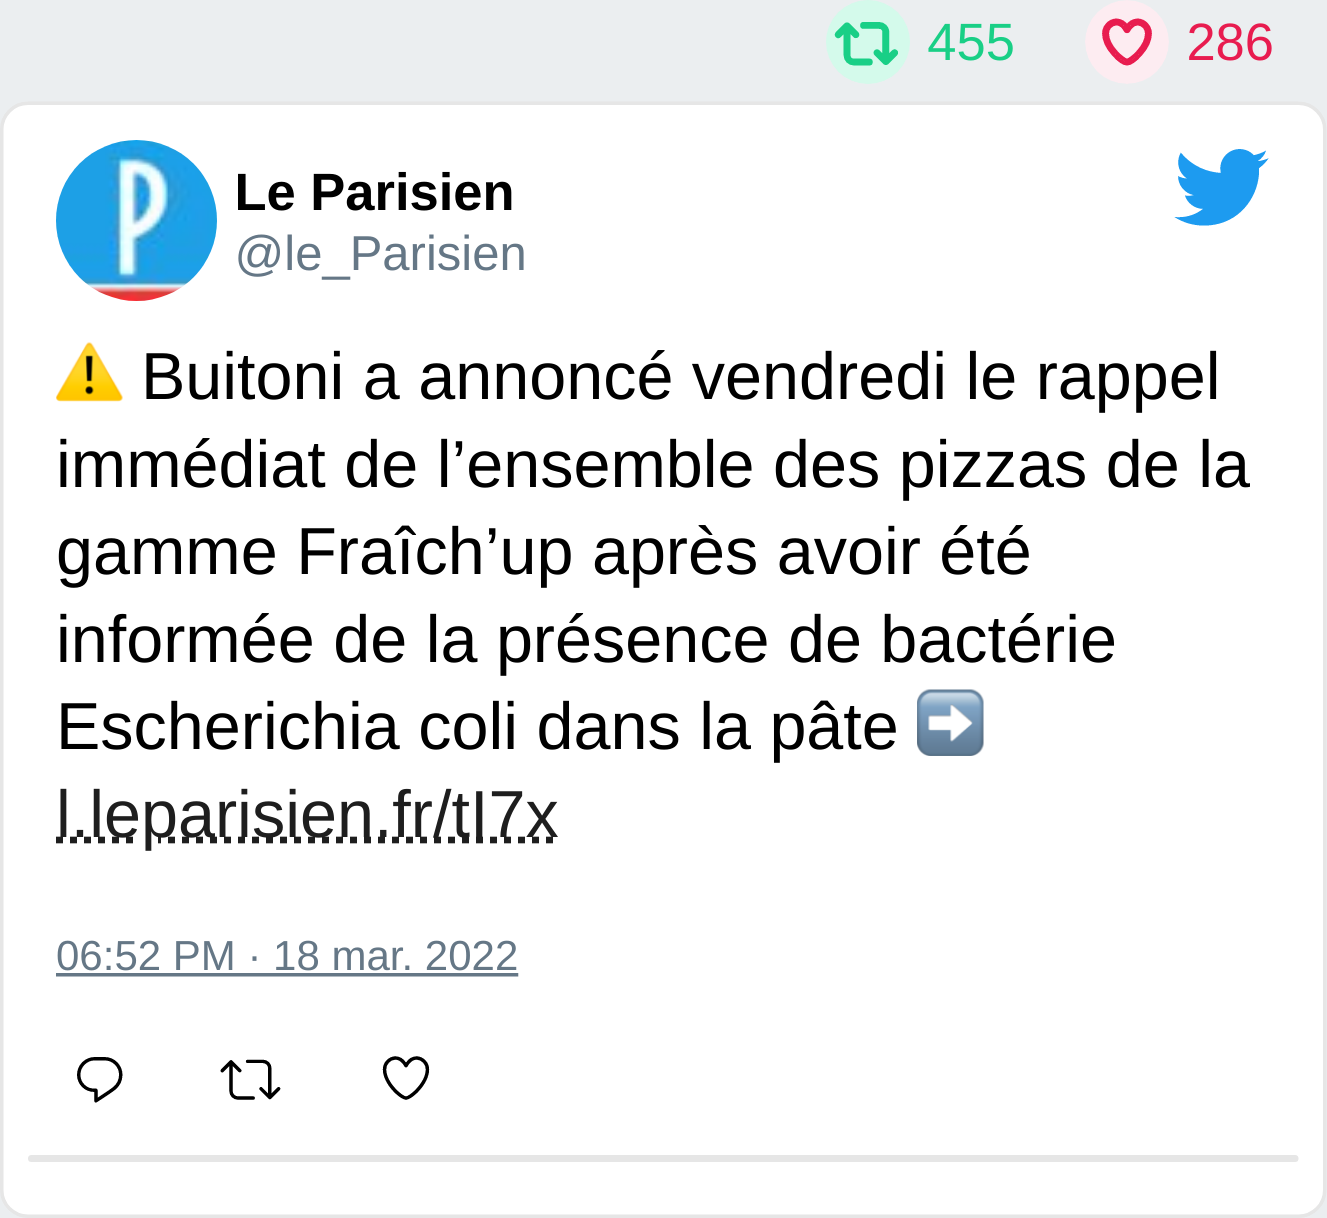 455 286
Le Parisien
@le_Parisien
⚠️ Buitoni a annoncé vendredi le rappel
immédiat de l’ensemble des pizzas de la
gamme Fraîch’up après avoir été
informée de la présence de bactérie
Escherichia coli dans la pâte ➡️
l.leparisien.fr/tI7x
06:52 PM · 18 mar. 2022